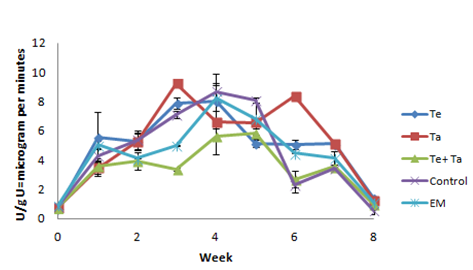 U/g U=microgram per minutes
12
10
8
6
4
2
0
0 2 4 6 8
Week
Te
Ta
Te+Ta
Control
EM